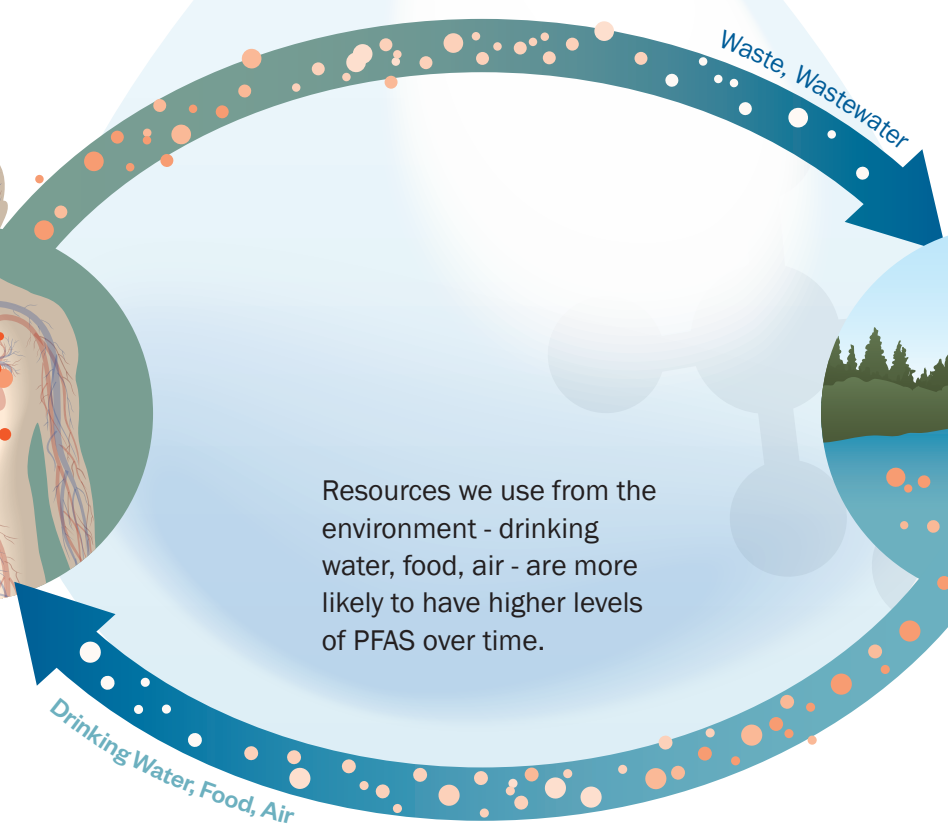 Waste, Wastewater
Resources we use from the
environment - drinking
water, food, air - are more
likely to have higher levels
of PFAS over time.
Drinking Water, Food, Air